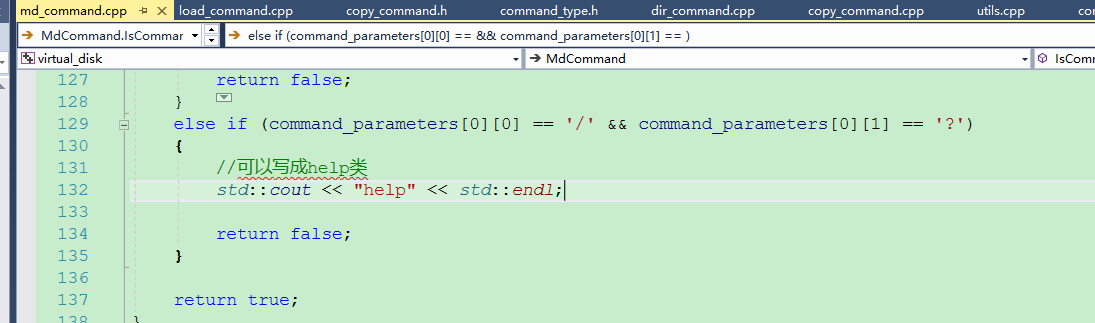 md_command.cpp load_command.cpp copy_command.h command_type.h dir_command.cpp copy_command.cpp utils.cpp
MdCommand.IsCommar else if (command_parameters[0][0] == && command_parameters[0][1] == )
virtual_disk MdCommand IsComm
127 return false;
128 }
129 else if (command_parameters[0][0] == '/' && command_parameters[0][1] == '?')
130 {
131 //可以写成help类
132 std::cout << "help" << std::endl;
133
134 return false;
135 }
136
137 return true;
138 }